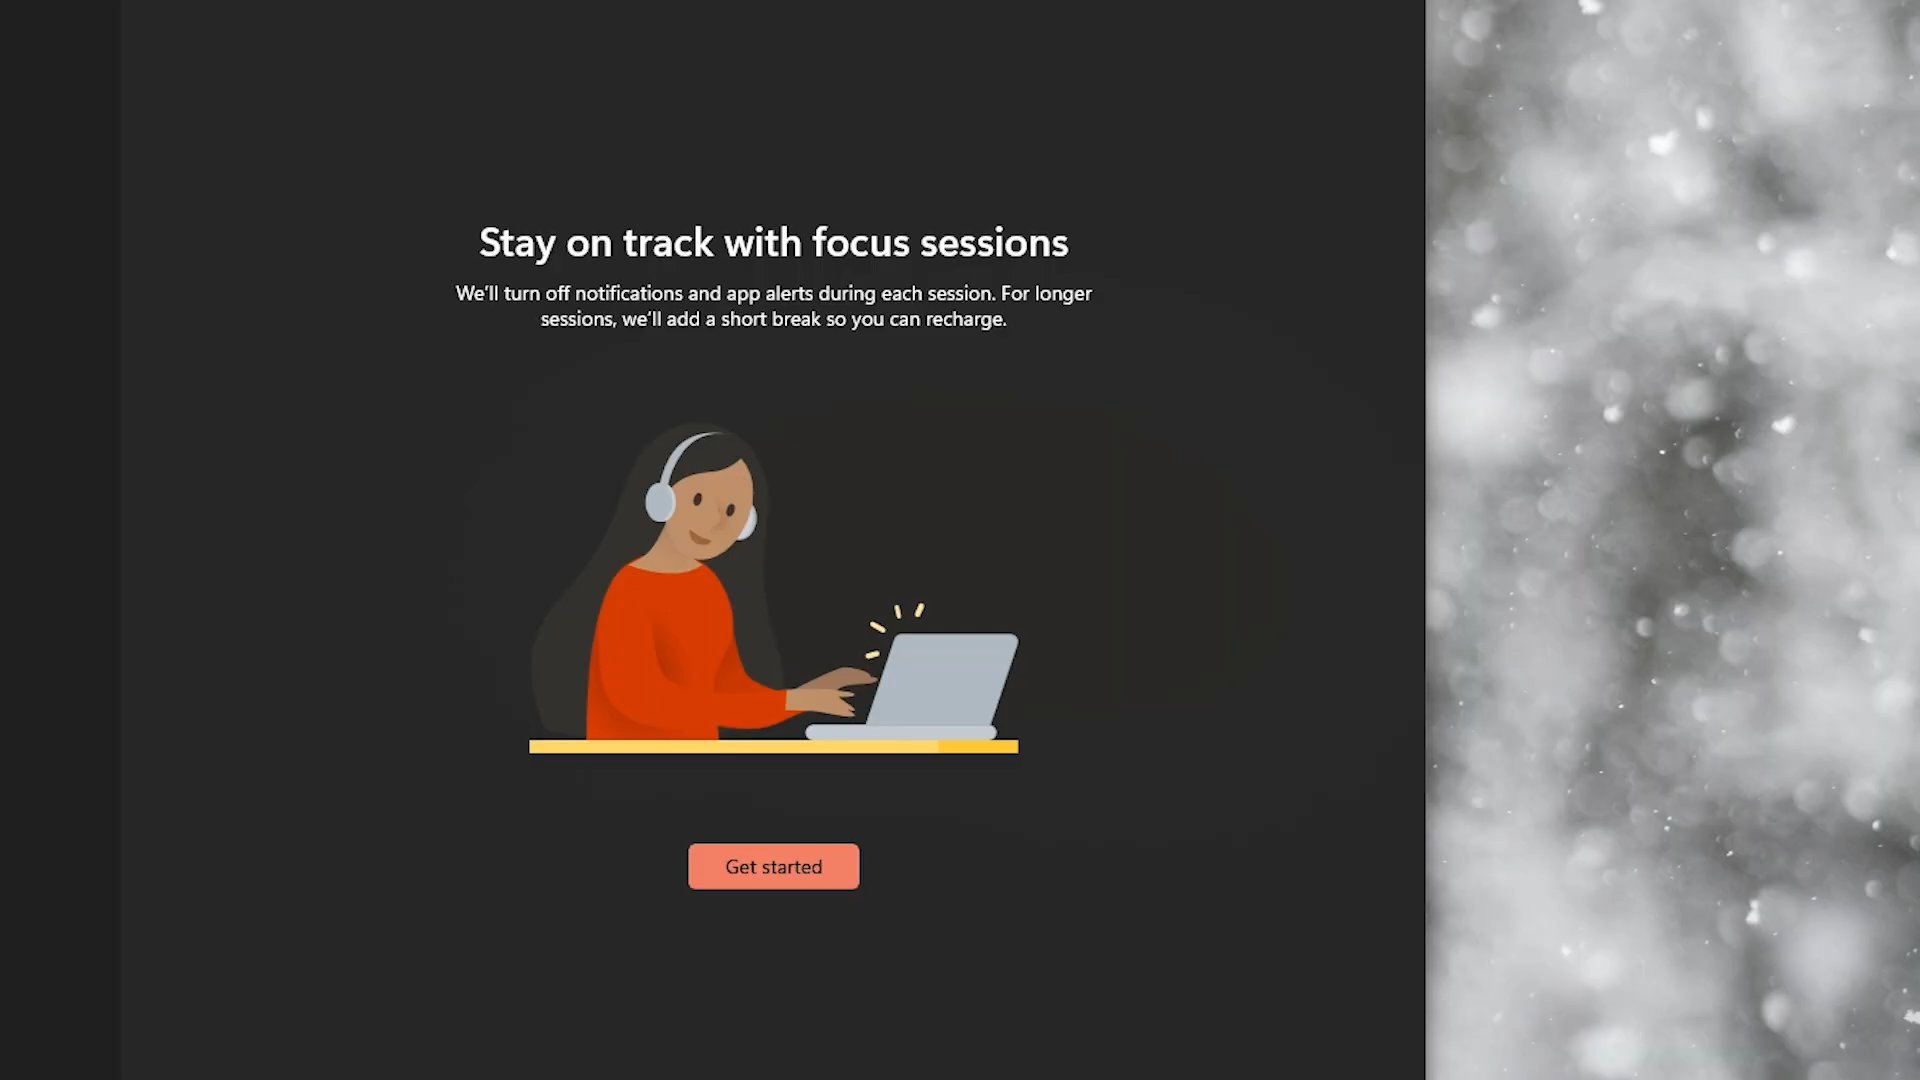 Stay on track with focus sessions
We'll turn off notifications and app alerts during each session. For longer
sessions, we'll add a short break so you can recharge.
Get started